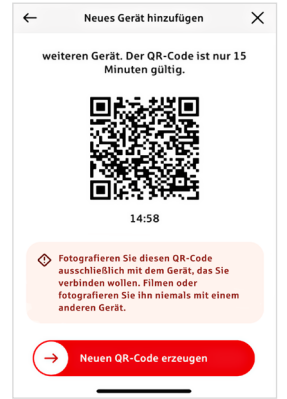 Neues Gerät hinzufügen
weiteren Gerät. Der QR-Code ist nur 15
Minuten gültig.
14:58
Fotografieren Sie diesen QR-Code
ausschließlich mit dem Gerät, das Sie
verbinden wollen. Filmen oder
fotografieren Sie ihn niemals mit einem
anderen Gerät.
Neuen QR-Code erzeugen